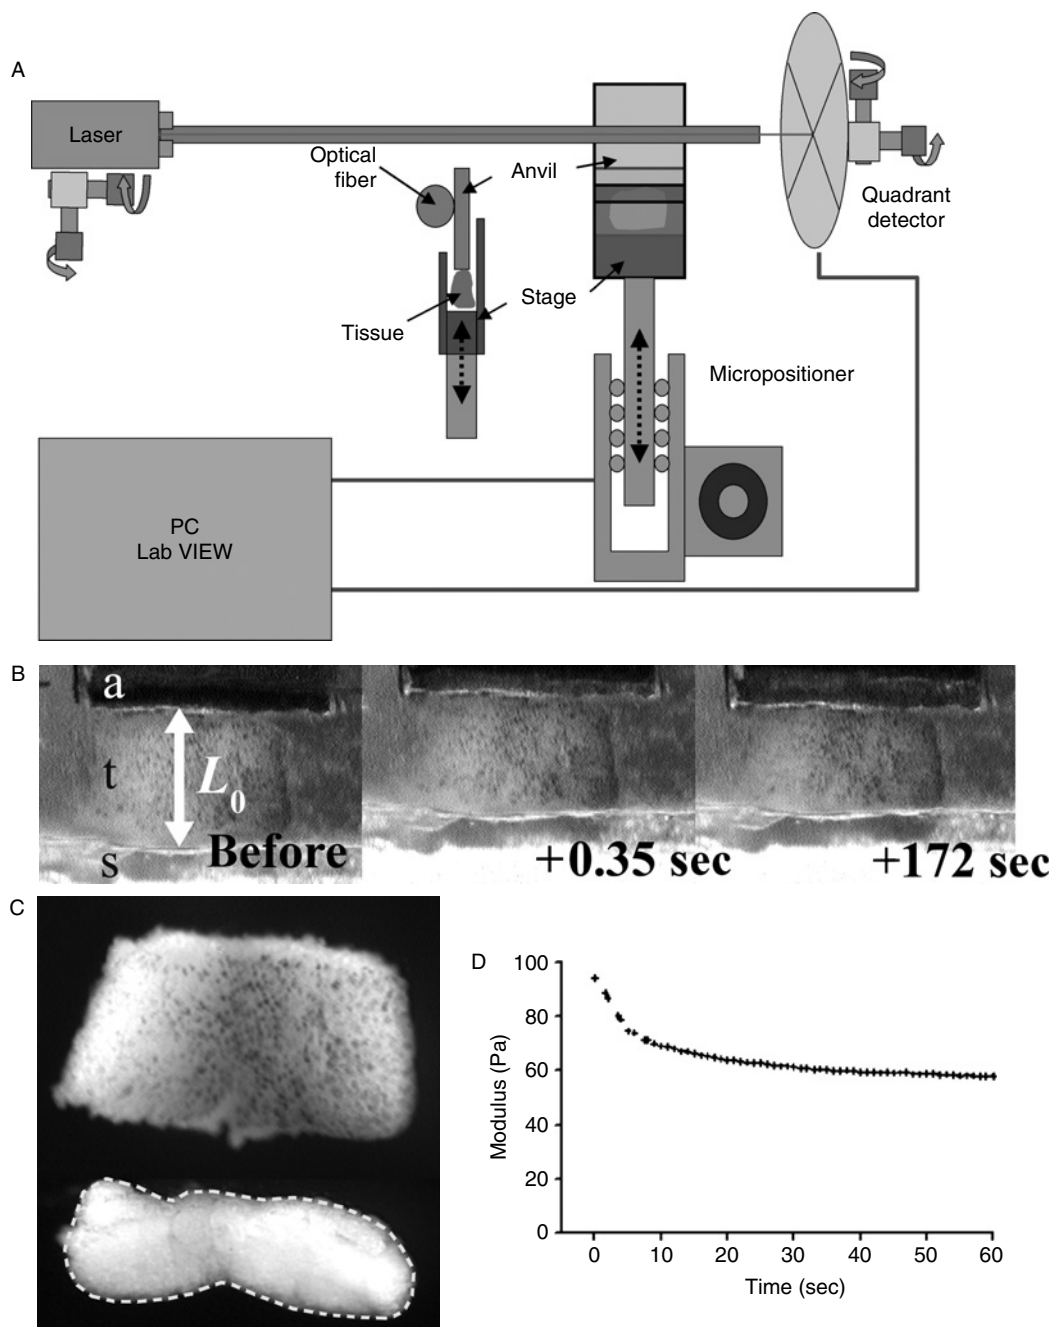 A
Laser
Optical
fiber
Anvil
Quadrant
detector
Stage
Tissue
Micropositioner
PC
Lab VIEW
B
a
t
L0
s
Before
+0.35 sec
+172 sec
C
D
100
80
60
40
20
0
Modulus (Pa)
0 10 20 30 40 50 60
Time (sec)